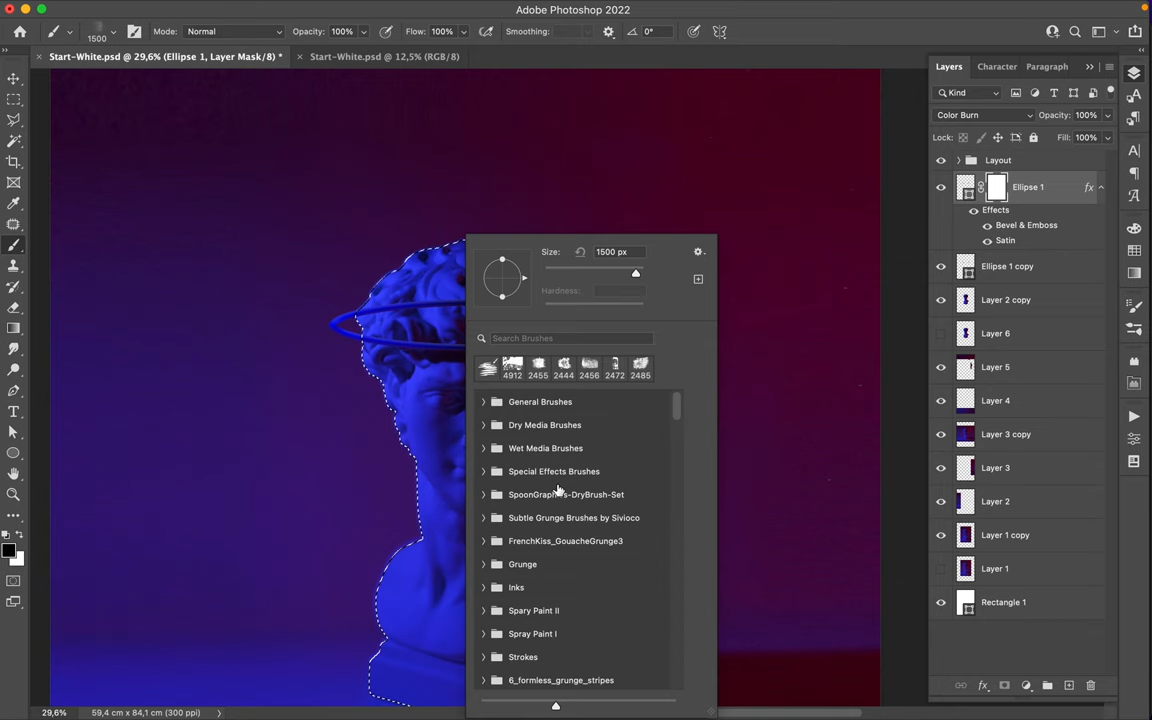 Adobe Photoshop 2022
1500
Mode: Normal
Opacity: 100%
Flow: 100%
Smoothing:
0°
Start-White.psd @ 29,6% (Ellipse 1, Layer Mask/8) *
Start-White.psd @ 12,5% (RGB/8)
Layers
Character
Paragraph
Kind
Color Burn
Opacity: 100%
Lock:
Fill: 100%
Layout
Ellipse 1
fx
Effects
Bevel & Emboss
Satin
Ellipse 1 copy
Layer 2 copy
Layer 6
Layer 5
Layer 4
Layer 3 copy
Layer 3
Layer 2
Layer 1 copy
Layer 1
Rectangle 1
fx
Size:
1500 px
Hardness:
Search Brushes
4912 2455 2444 2456 2472 2485
General Brushes
Dry Media Brushes
Wet Media Brushes
Special Effects Brushes
SpoonGraphics-DryBrush-Set
Subtle Grunge Brushes by Sivioco
FrenchKiss_GouacheGrunge3
Grunge
Inks
Spary Paint II
Spray Paint I
Strokes
6_formless_grunge_stripes
29,6%
59,4 cm x 84,1 cm (300 ppi)